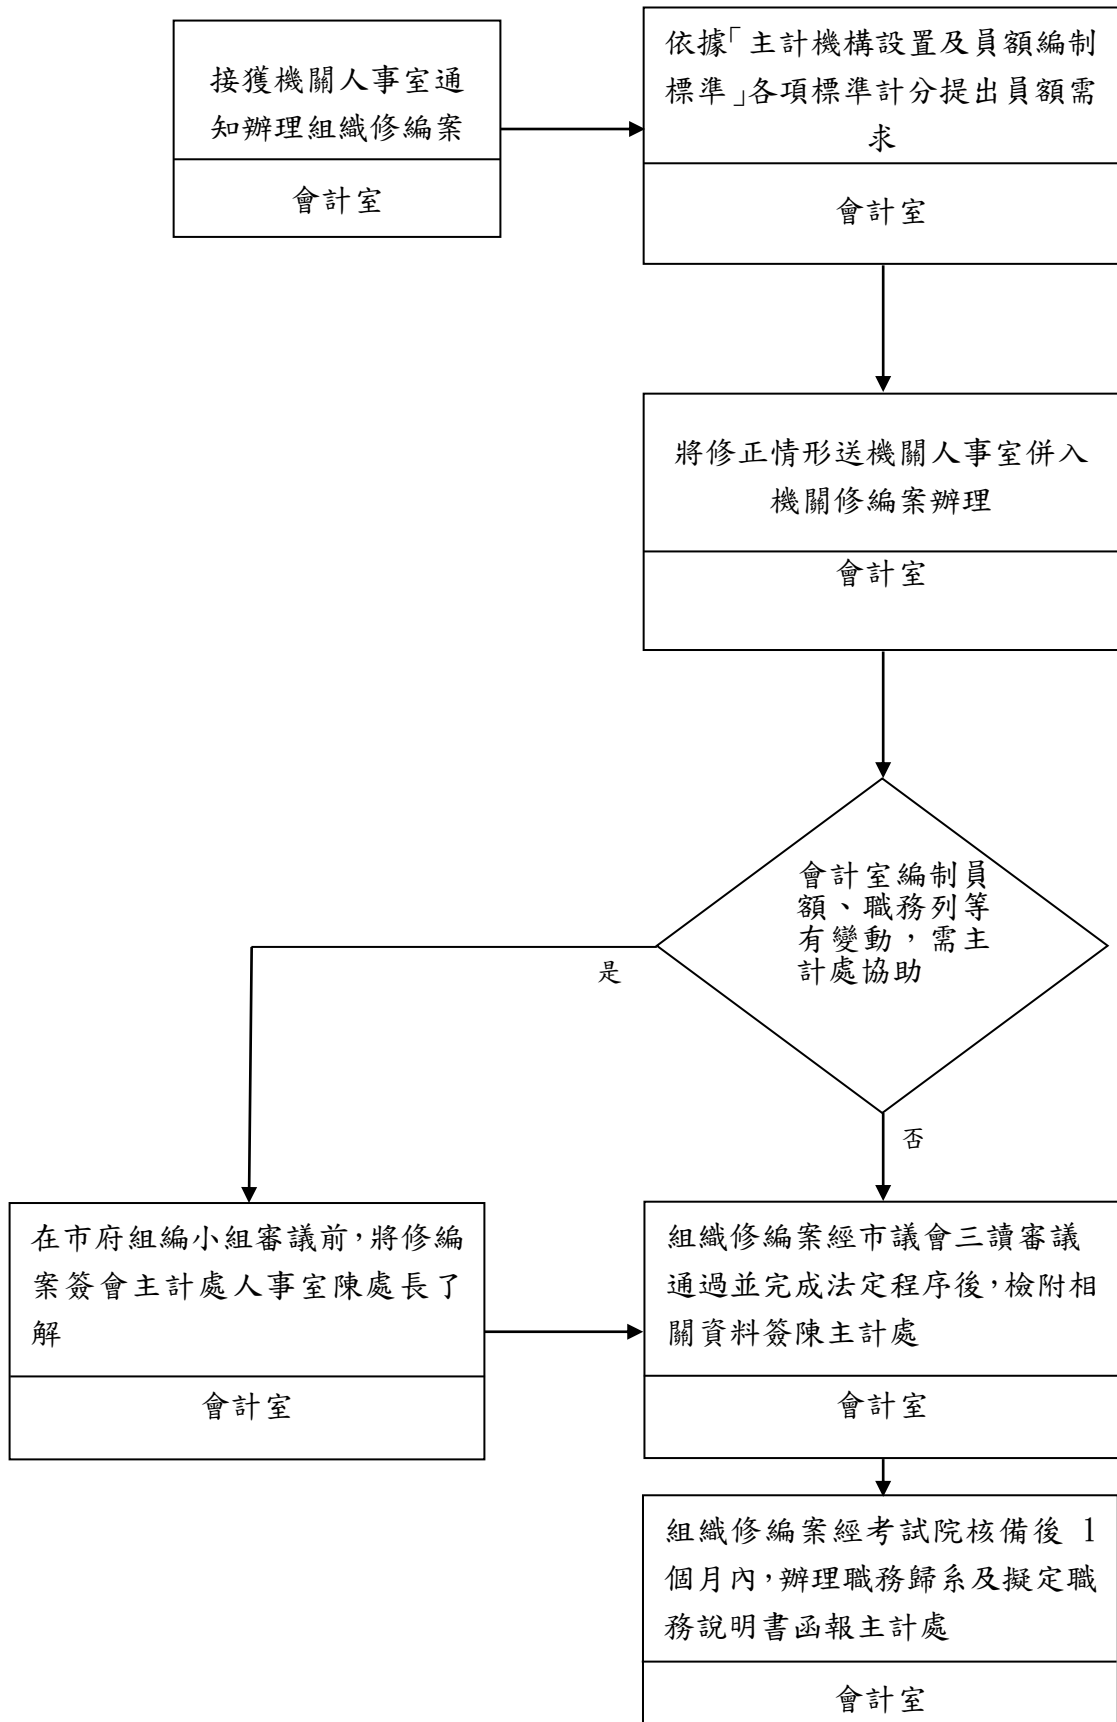 接獲機關人事室通
知辦理組織修編案
會計室
依據「主計機構設置及員額編制
標準」各項標準計分提出員額需
求
會計室
將修正情形送機關人事室併入
機關修編案辦理
會計室
會計室編制員
額、職務列等
有變動，需主
計處協助
是
否
在市府組編小組審議前，將修編
案簽會主計處人事室陳處長了
解
會計室
組織修編案經市議會三讀審議
通過並完成法定程序後，檢附相
關資料簽陳主計處
會計室
組織修編案經考試院核備後 1
個月內，辦理職務歸系及擬定職
務說明書函報主計處
會計室